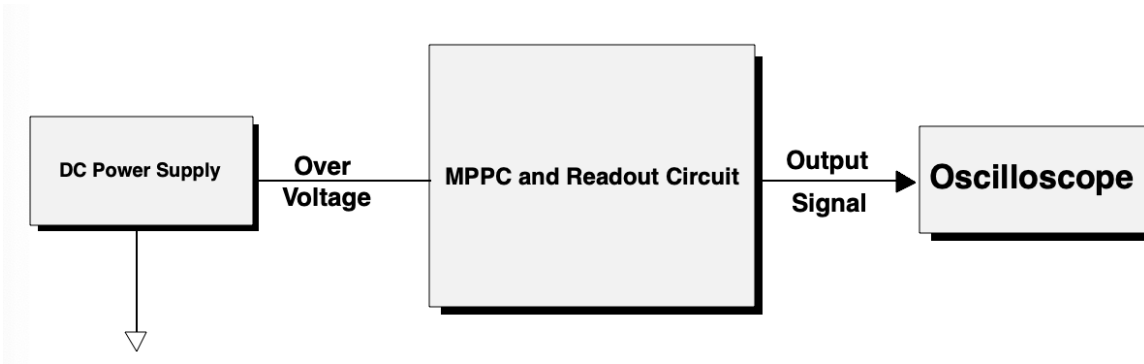 DC Power Supply
Over
Voltage
MPPC and Readout Circuit
Output
Signal
Oscilloscope